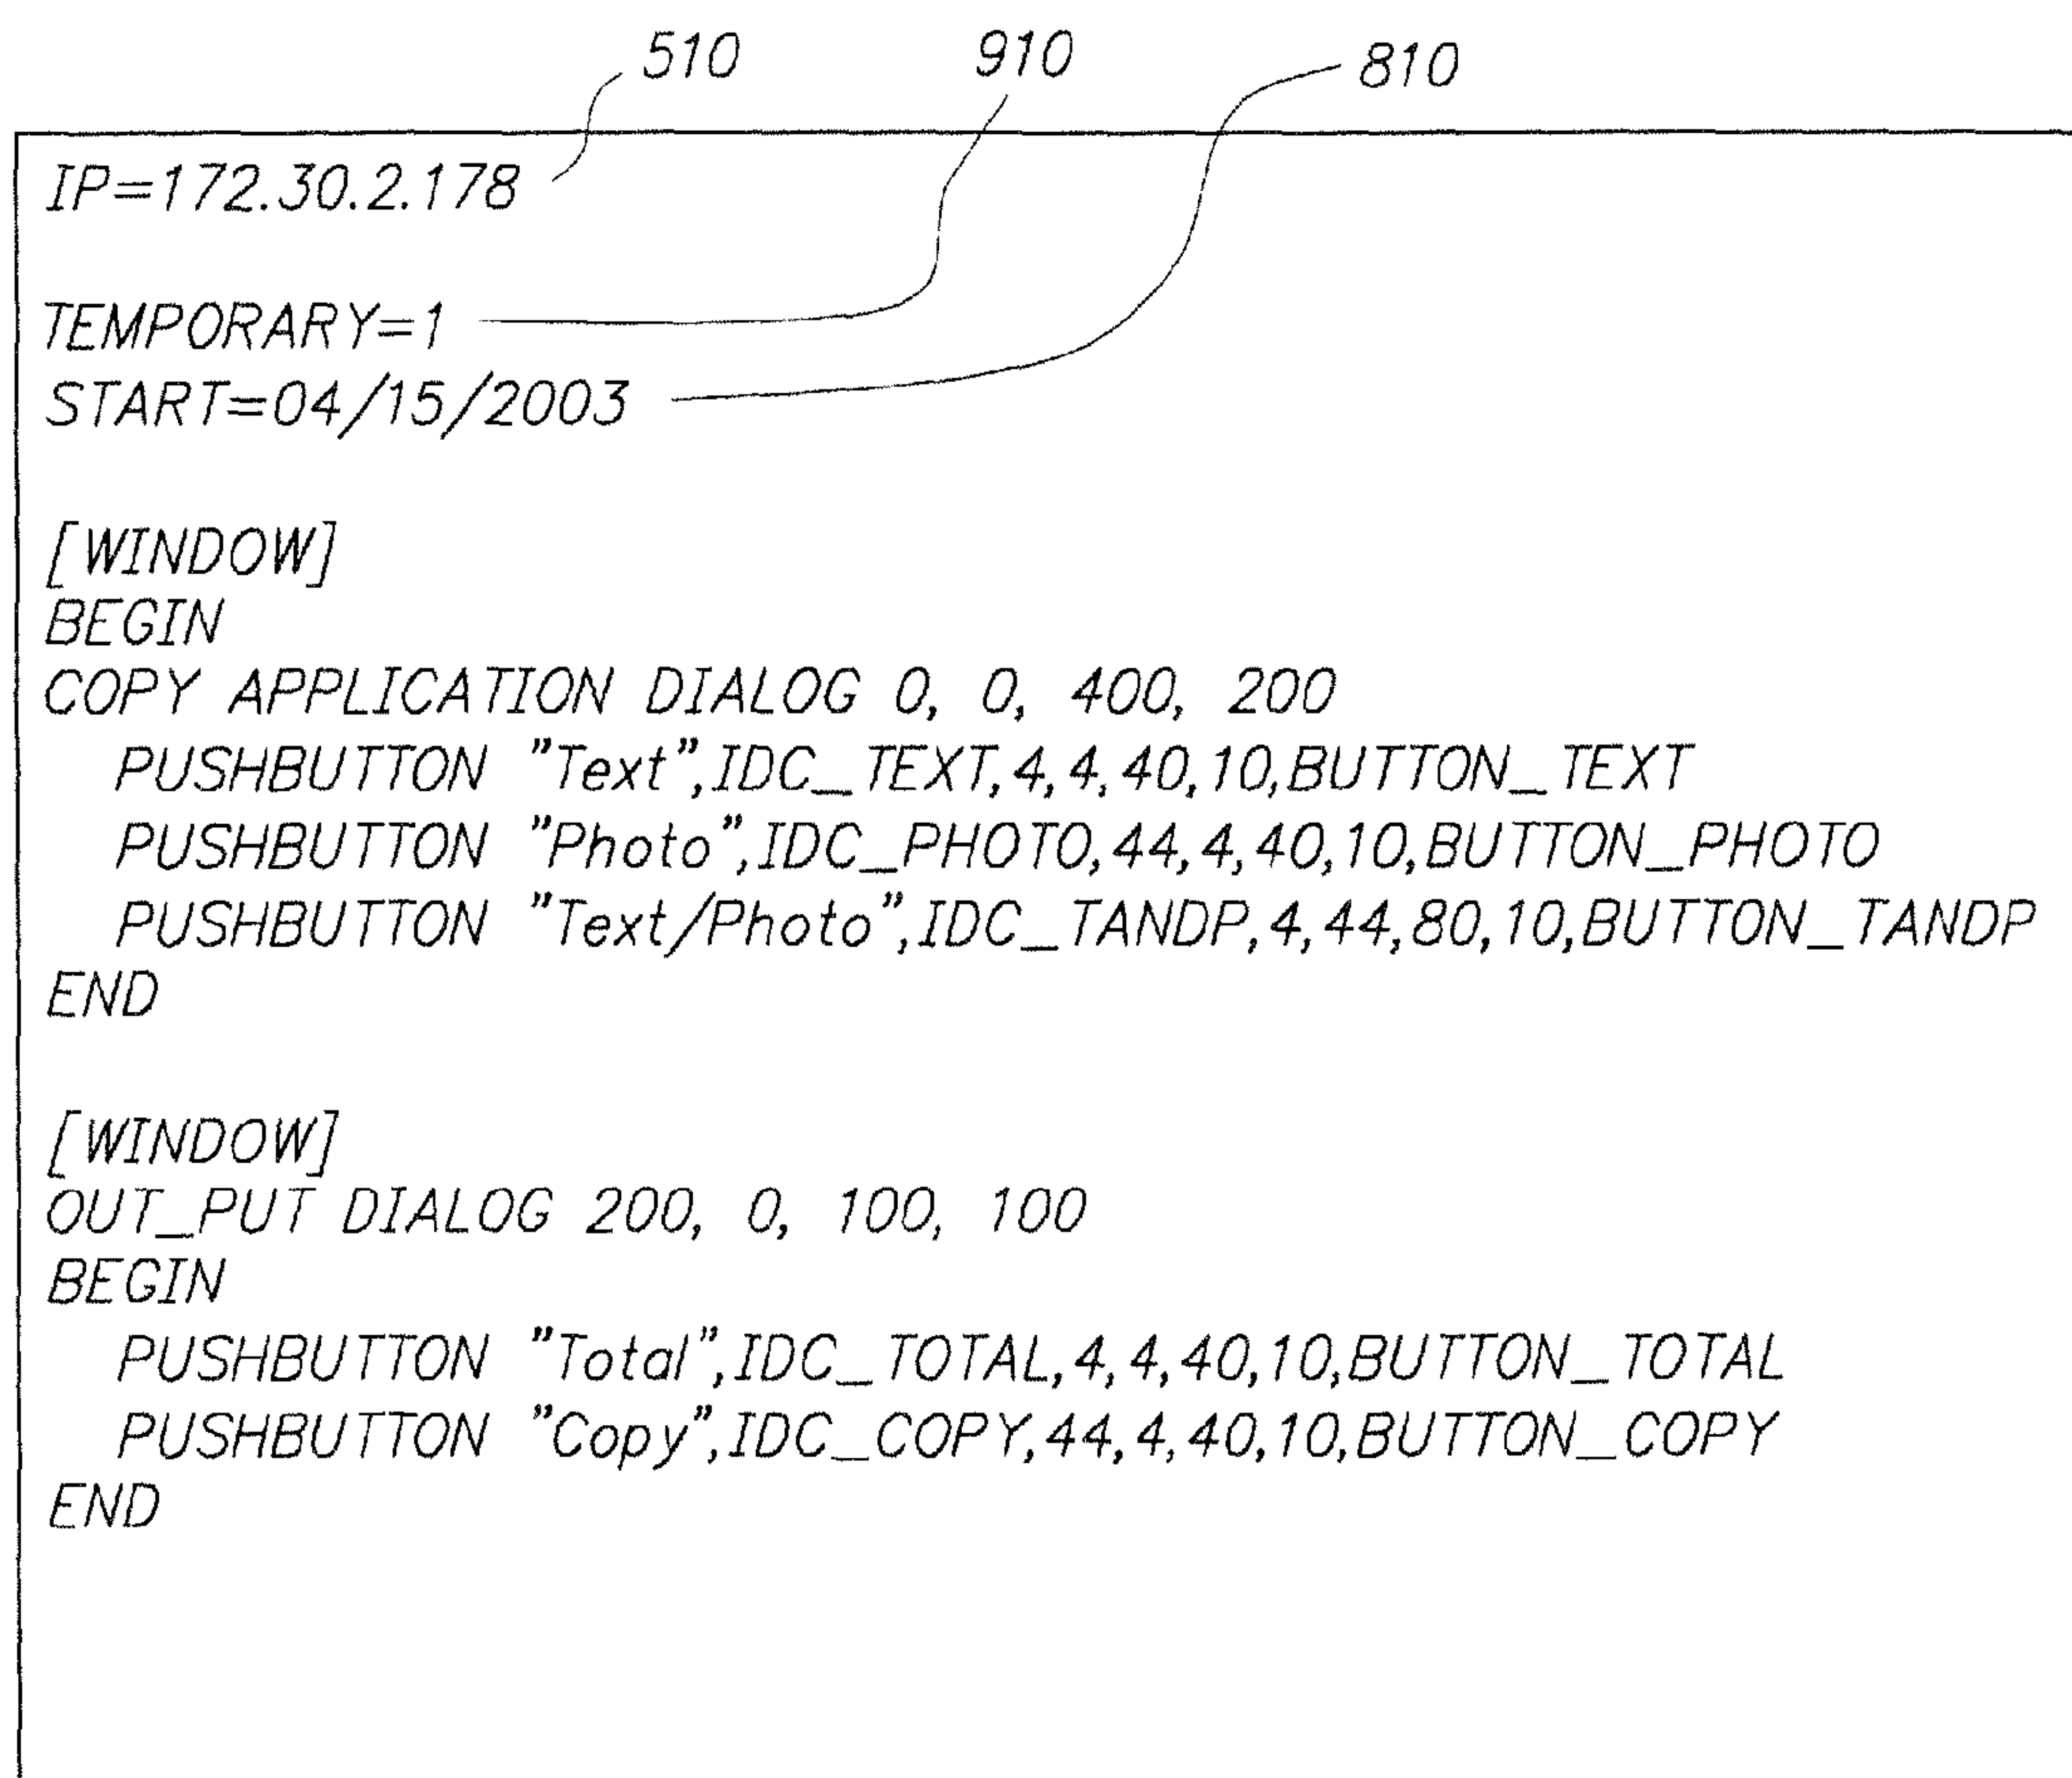 510 910 810
IP=172.30.2.178
TEMPORARY=1
START=04/15/2003
[WINDOW]
BEGIN
COPY APPLICATION DIALOG 0, 0, 400, 200
PUSHBUTTON "Text",IDC_TEXT,4,4,40,10,BUTTON_TEXT
PUSHBUTTON "Photo",IDC_PHOTO,44,4,40,10,BUTTON_PHOTO
PUSHBUTTON "Text/Photo",IDC_TANDP,4,44,80,10,BUTTON_TANDP
END
[WINDOW]
OUT_PUT DIALOG 200, 0, 100, 100
BEGIN
PUSHBUTTON "Total",IDC_TOTAL,4,4,40,10,BUTTON_TOTAL
PUSHBUTTON "Copy",IDC_COPY,44,4,40,10,BUTTON_COPY
END